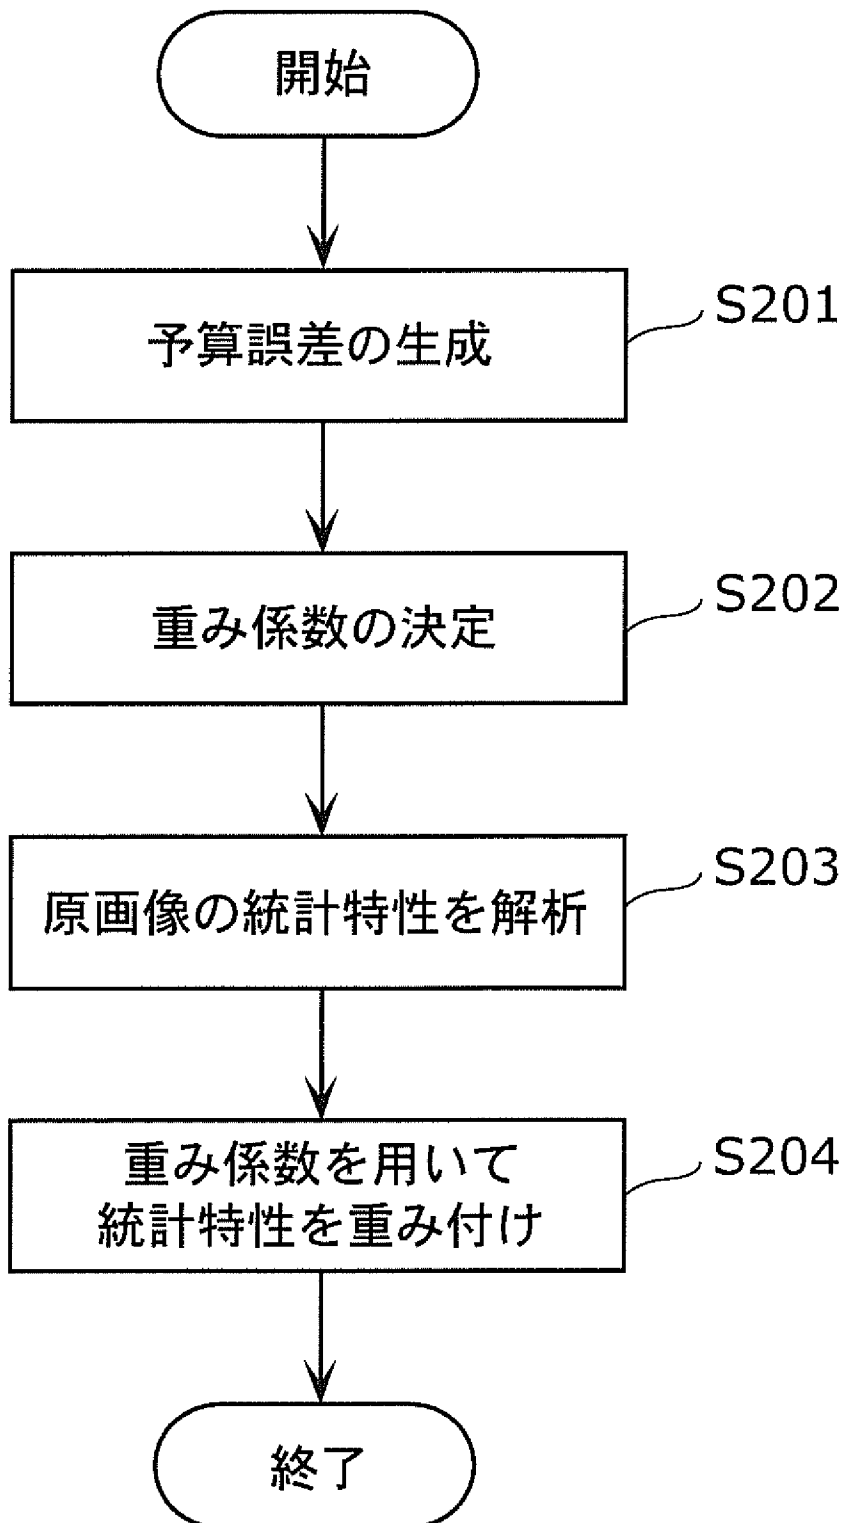 開始
予算誤差の生成
S201
重み係数の決定
S202
原画像の統計特性を解析
S203
重み係数を用いて
統計特性を重み付け
S204
終了